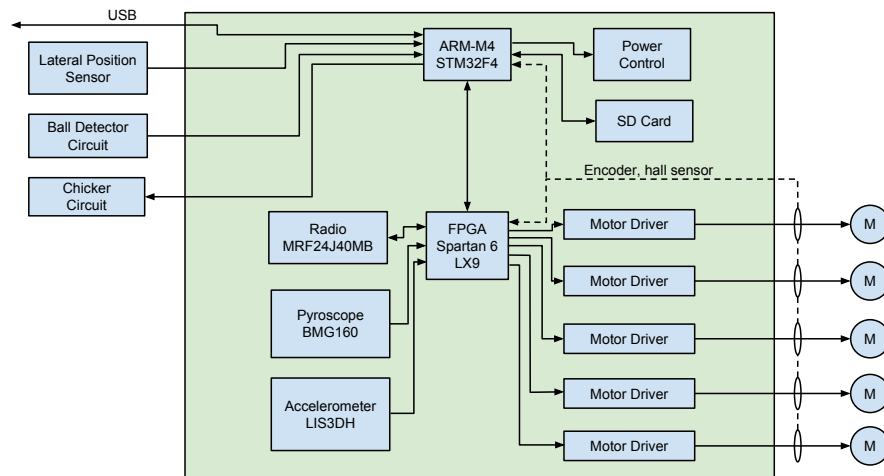 USB
Lateral Position
Sensor
Ball Detector
Circuit
Chicker
Circuit
ARM-M4
STM32F4
Power
Control
SD Card
Encoder, hall sensor
Radio
MRF24J40MB
FPGA
Spartan 6
LX9
Pyroscope
BMG160
Accelerometer
LIS3DH
Motor Driver
M
Motor Driver
M
Motor Driver
M
Motor Driver
M
Motor Driver
M